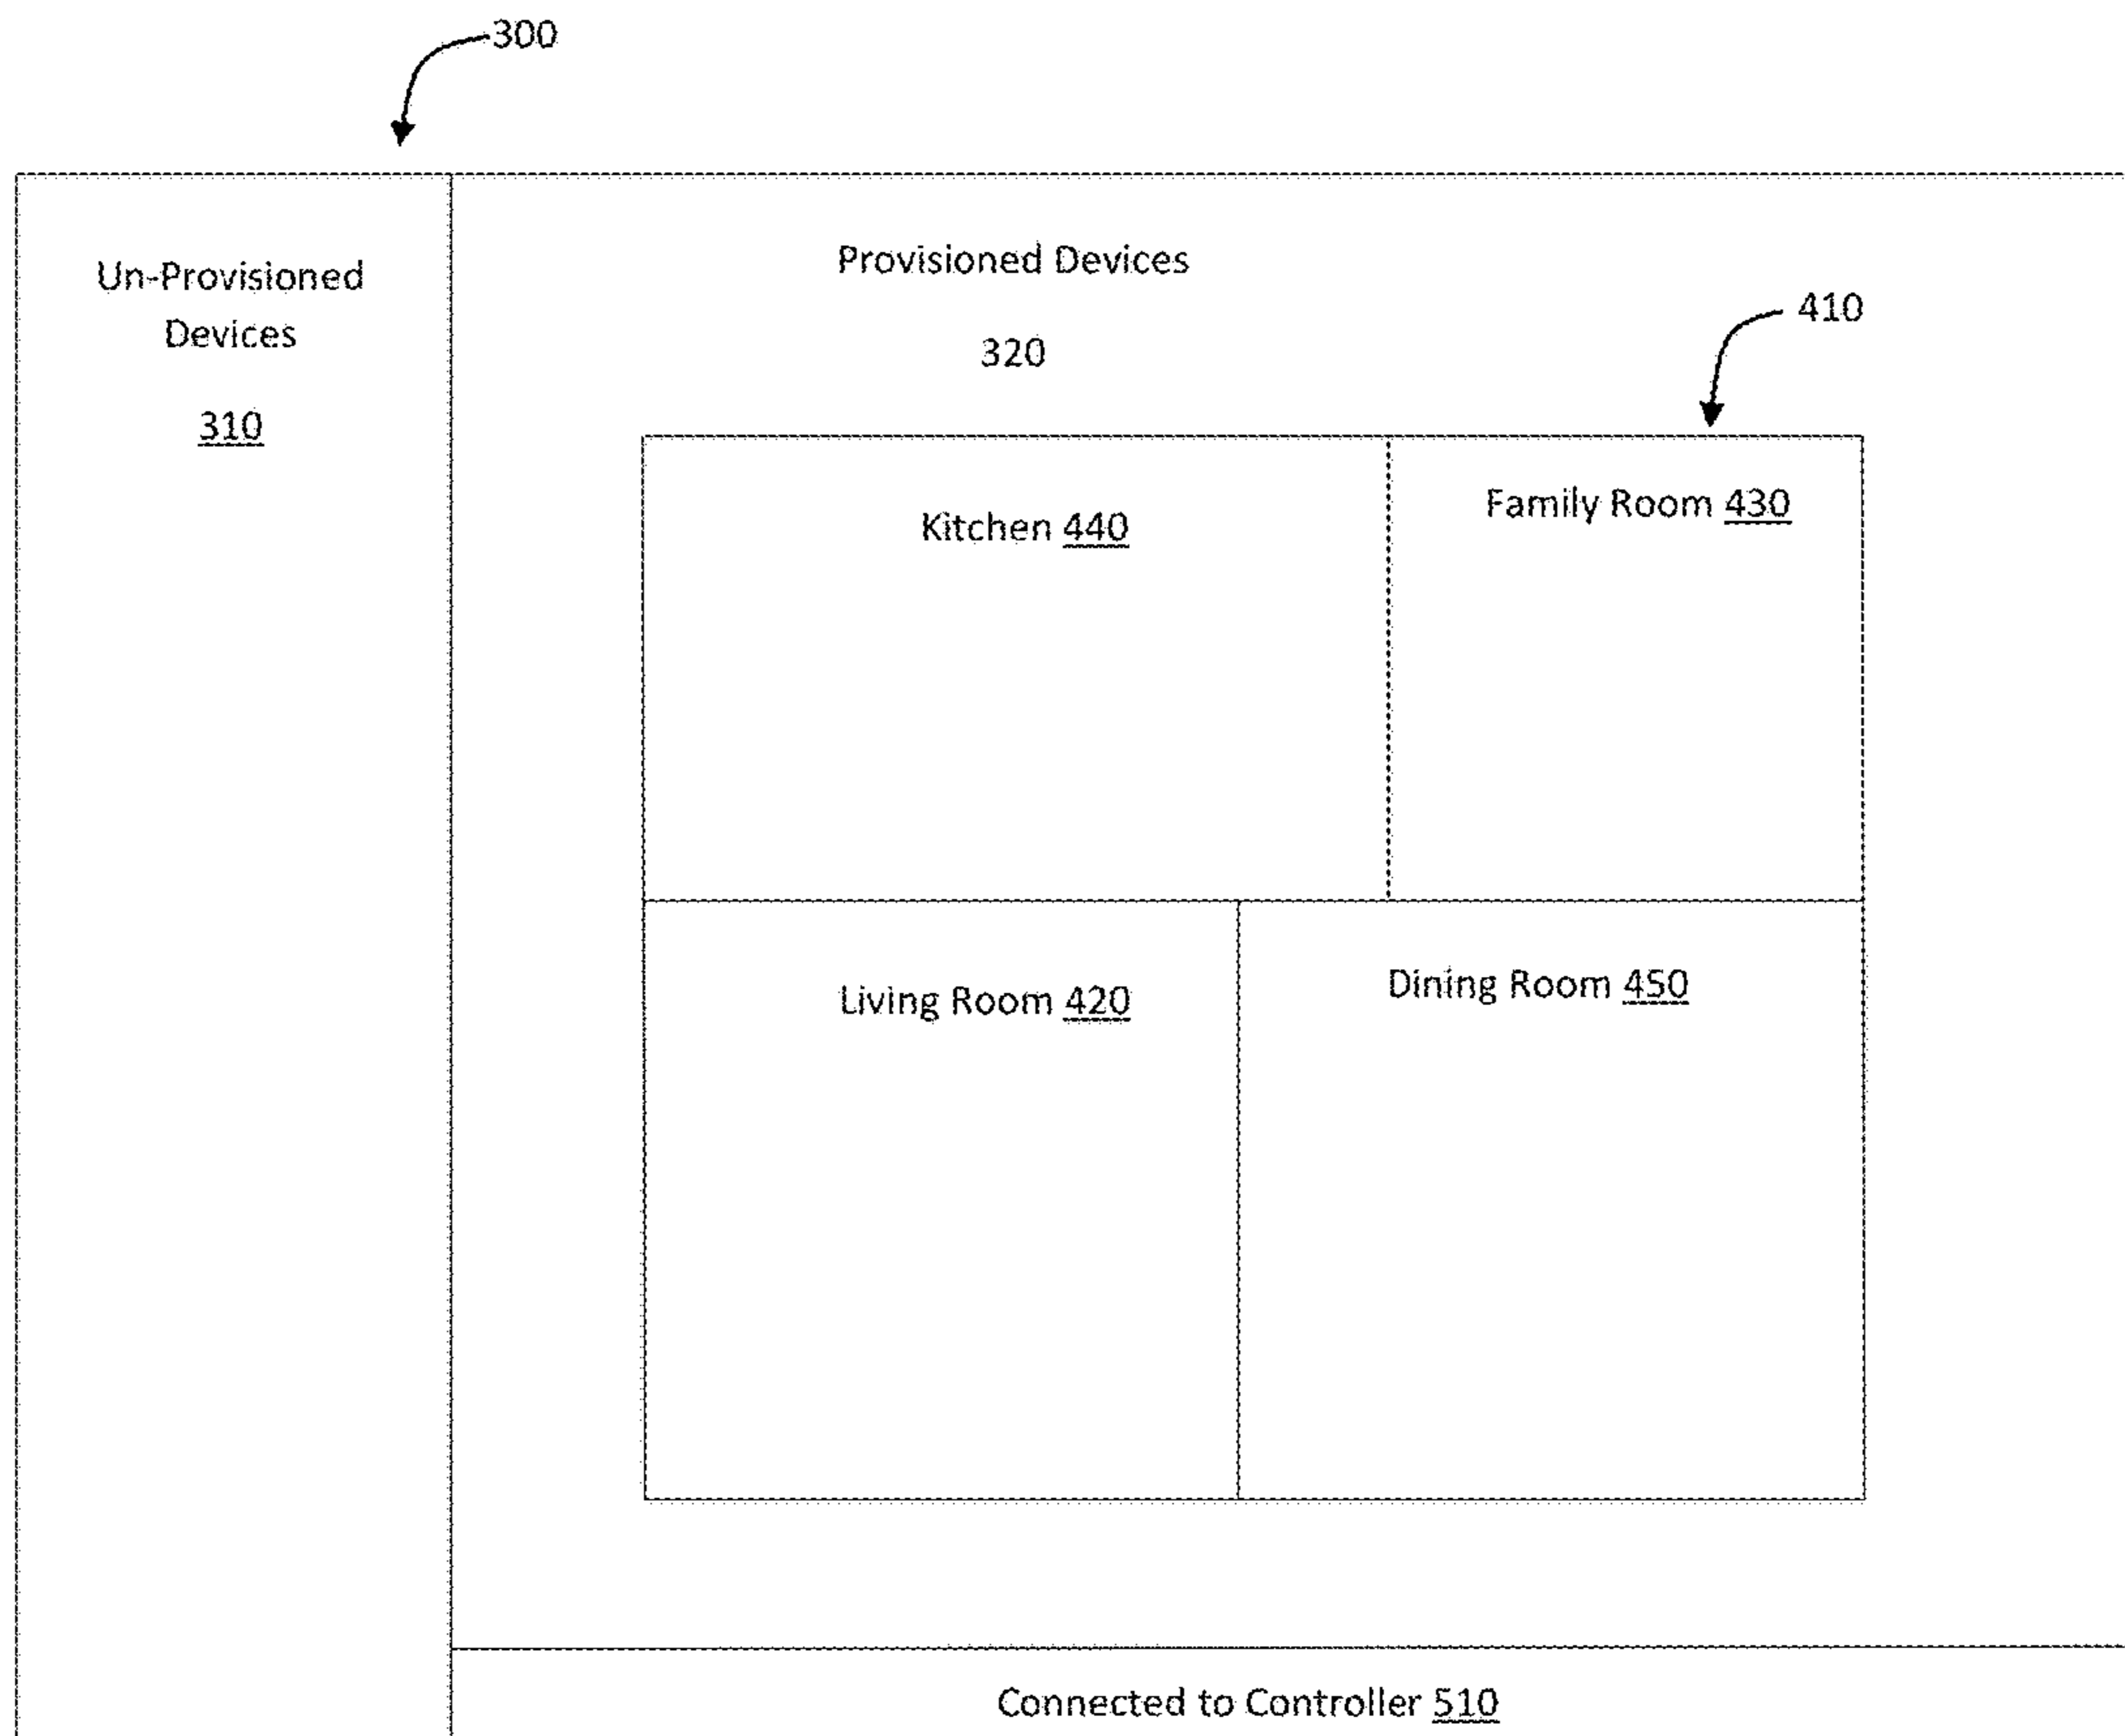 300
Un-Provisioned
Devices
310
Provisioned Devices
320
410
Kitchen 440
Family Room 430
Living Room 420
Dining Room 450
Connected to Controller 510